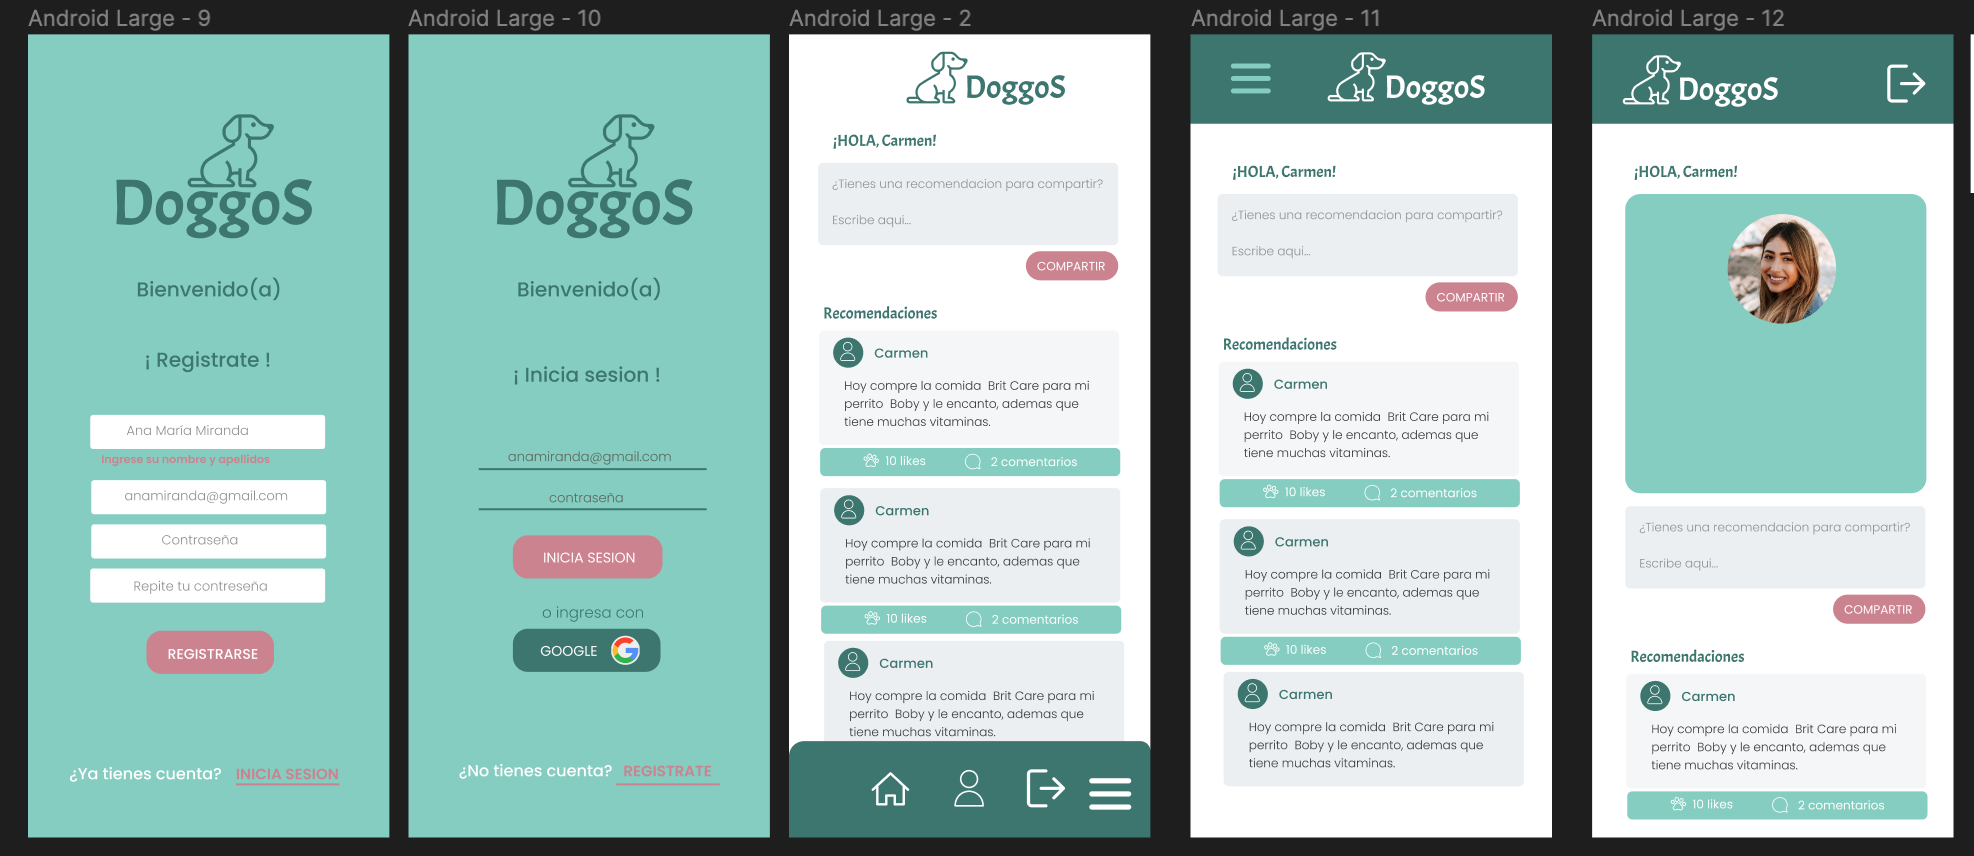 Android Large - 9
DoggoS
Bienvenido(a)
¡ Registrate !
Ana María Miranda
Ingrese su nombre y apellidos
anamiranda@gmail.com
Contraseña
Repite tu contreseña
REGISTRARSE
¿Ya tienes cuenta? INICIA SESION
Android Large - 10
DoggoS
Bienvenido(a)
¡ Inicia sesion !
anamiranda@gmail.com
contraseña
INICIA SESION
o ingresa con
GOOGLE
¿No tienes cuenta? REGISTRATE
Android Large - 2
DoggoS
¡HOLA, Carmen!
¿Tienes una recomendacion para compartir?
Escribe aqui...
COMPARTIR
Recomendaciones
Carmen
Hoy compre la comida Brit Care para mi
perrito Boby y le encanto, ademas que
tiene muchas vitaminas.
10 likes 2 comentarios
Carmen
Hoy compre la comida Brit Care para mi
perrito Boby y le encanto, ademas que
tiene muchas vitaminas.
10 likes 2 comentarios
Carmen
Hoy compre la comida Brit Care para mi
perrito Boby y le encanto, ademas que
tiene muchas vitaminas.
Android Large - 11
DoggoS
¡HOLA, Carmen!
¿Tienes una recomendacion para compartir?
Escribe aqui...
COMPARTIR
Recomendaciones
Carmen
Hoy compre la comida Brit Care para mi
perrito Boby y le encanto, ademas que
tiene muchas vitaminas.
10 likes 2 comentarios
Carmen
Hoy compre la comida Brit Care para mi
perrito Boby y le encanto, ademas que
tiene muchas vitaminas.
10 likes 2 comentarios
Carmen
Hoy compre la comida Brit Care para mi
perrito Boby y le encanto, ademas que
tiene muchas vitaminas.
Android Large - 12
DoggoS
¡HOLA, Carmen!
¿Tienes una recomendacion para compartir?
Escribe aqui...
COMPARTIR
Recomendaciones
Carmen
Hoy compre la comida Brit Care para mi
perrito Boby y le encanto, ademas que
tiene muchas vitaminas.
10 likes 2 comentarios